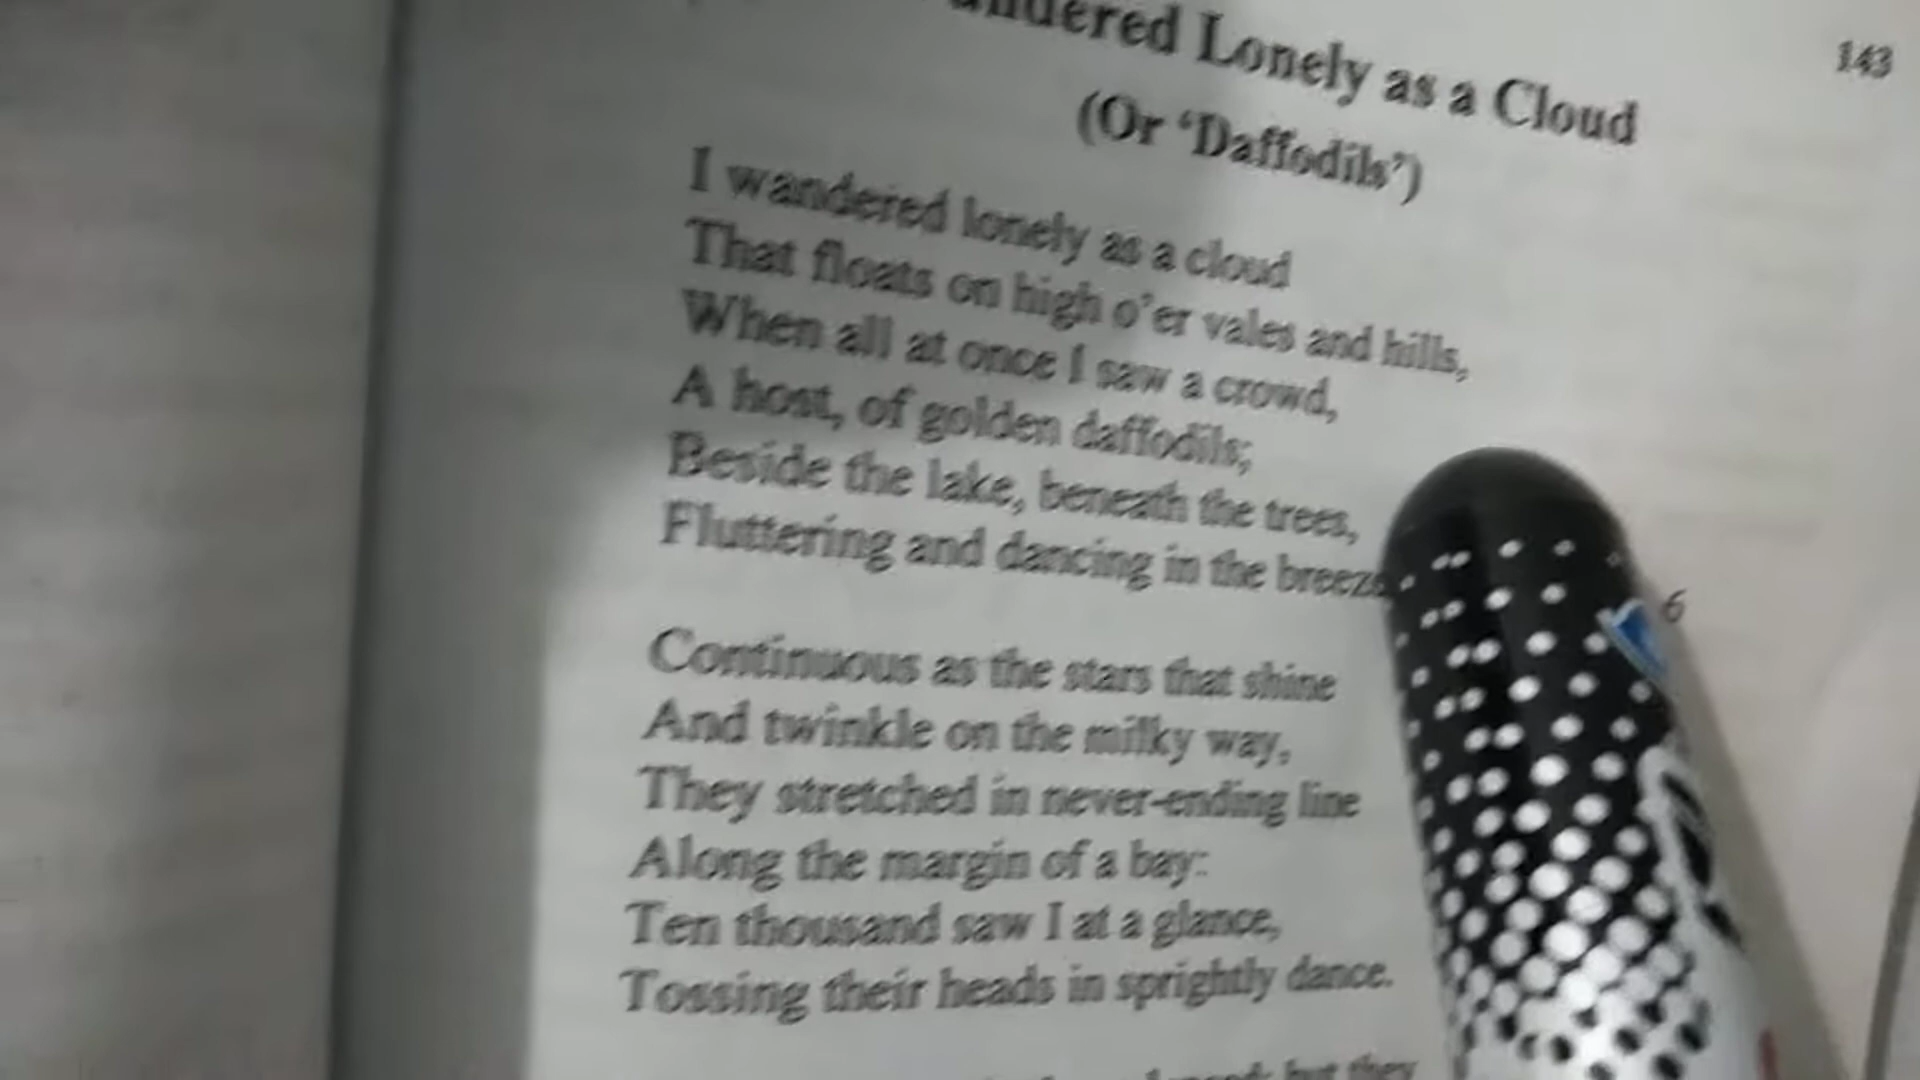 143
Lonely as a Cloud
(Or ‘Daffodils’)
I wandered lonely as a cloud
That floats on high o’er vales and hills,
When all at once I saw a crowd,
A host, of golden daffodils;
Beside the lake, beneath the trees,
Fluttering and dancing in the breeze
6
Continuous as the stars that shine
And twinkle on the milky way,
They stretched in never-ending line
Along the margin of a bay:
Ten thousand saw I at a glance,
Tossing their heads in sprightly dance.
but they